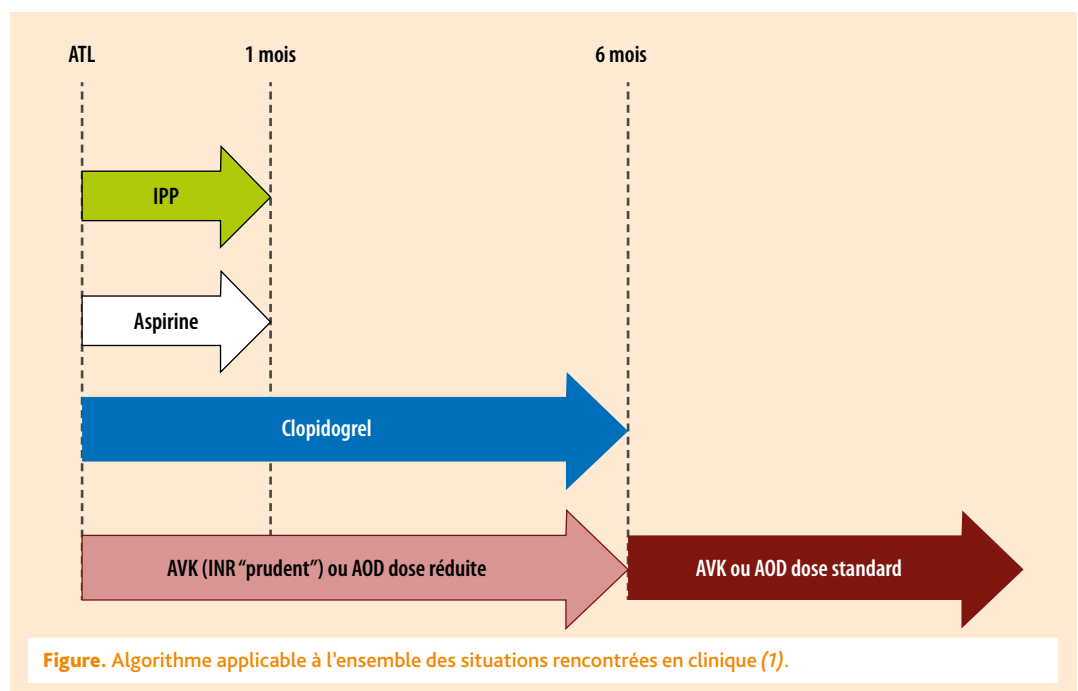 ATL 1 mois 6 mois
IPP
Aspirine
Clopidogrel
AVK (INR “prudent”) ou AOD dose réduite AVK ou AOD dose standard
Figure. Algorithme applicable à l'ensemble des situations rencontrées en clinique (1).